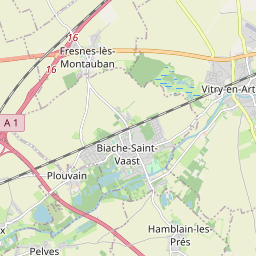 16
Fresnes-lès-
Montauban
16
Vitry-en-Art
A 1
Biache-Saint-
Vaast
Plouvain
x
Hamblain-les-
Prés
Pelves